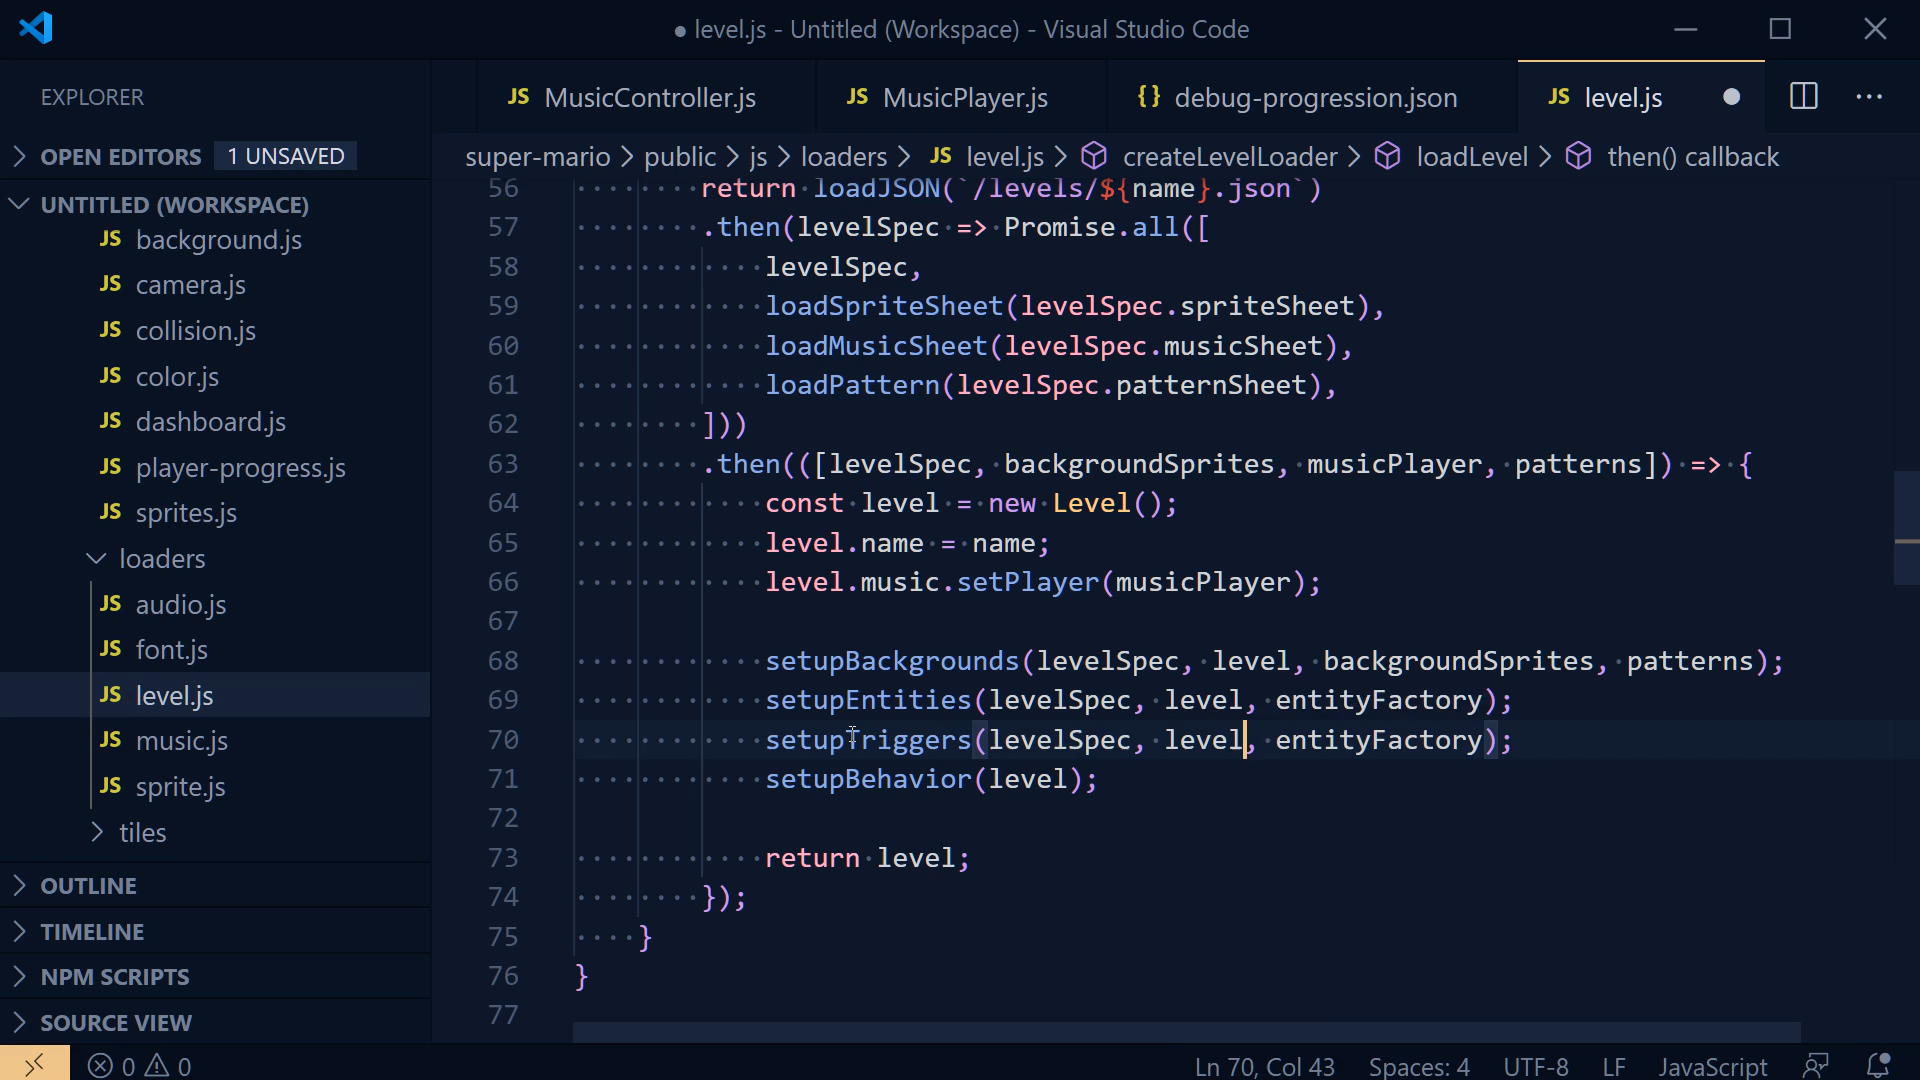 ● level.js - Untitled (Workspace) - Visual Studio Code
EXPLORER
JS MusicController.js
JS MusicPlayer.js
{} debug-progression.json
JS level.js
OPEN EDITORS 1 UNSAVED
super-mario > public > js > loaders > JS level.js > createLevelLoader > loadLevel > then() callback
UNTITLED (WORKSPACE)
JS background.js
JS camera.js
JS collision.js
JS color.js
JS dashboard.js
JS player-progress.js
JS sprites.js
loaders
JS audio.js
JS font.js
JS level.js
JS music.js
JS sprite.js
tiles
OUTLINE
TIMELINE
NPM SCRIPTS
SOURCE VIEW
56 return loadJSON(`/levels/${name}.json`)
57 .then(levelSpec => Promise.all([
58 levelSpec,
59 loadSpriteSheet(levelSpec.spriteSheet),
60 loadMusicSheet(levelSpec.musicSheet),
61 loadPattern(levelSpec.patternSheet),
62 ]))
63 .then(([levelSpec, backgroundSprites, musicPlayer, patterns]) => {
64 const level = new Level();
65 level.name = name;
66 level.music.setPlayer(musicPlayer);
67
68 setupBackgrounds(levelSpec, level, backgroundSprites, patterns);
69 setupEntities(levelSpec, level, entityFactory);
70 setupTriggers(levelSpec, level, entityFactory);
71 setupBehavior(level);
72
73 return level;
74 });
75 }
76 }
77
0 0
Ln 70, Col 43
Spaces: 4
UTF-8
LF
JavaScript